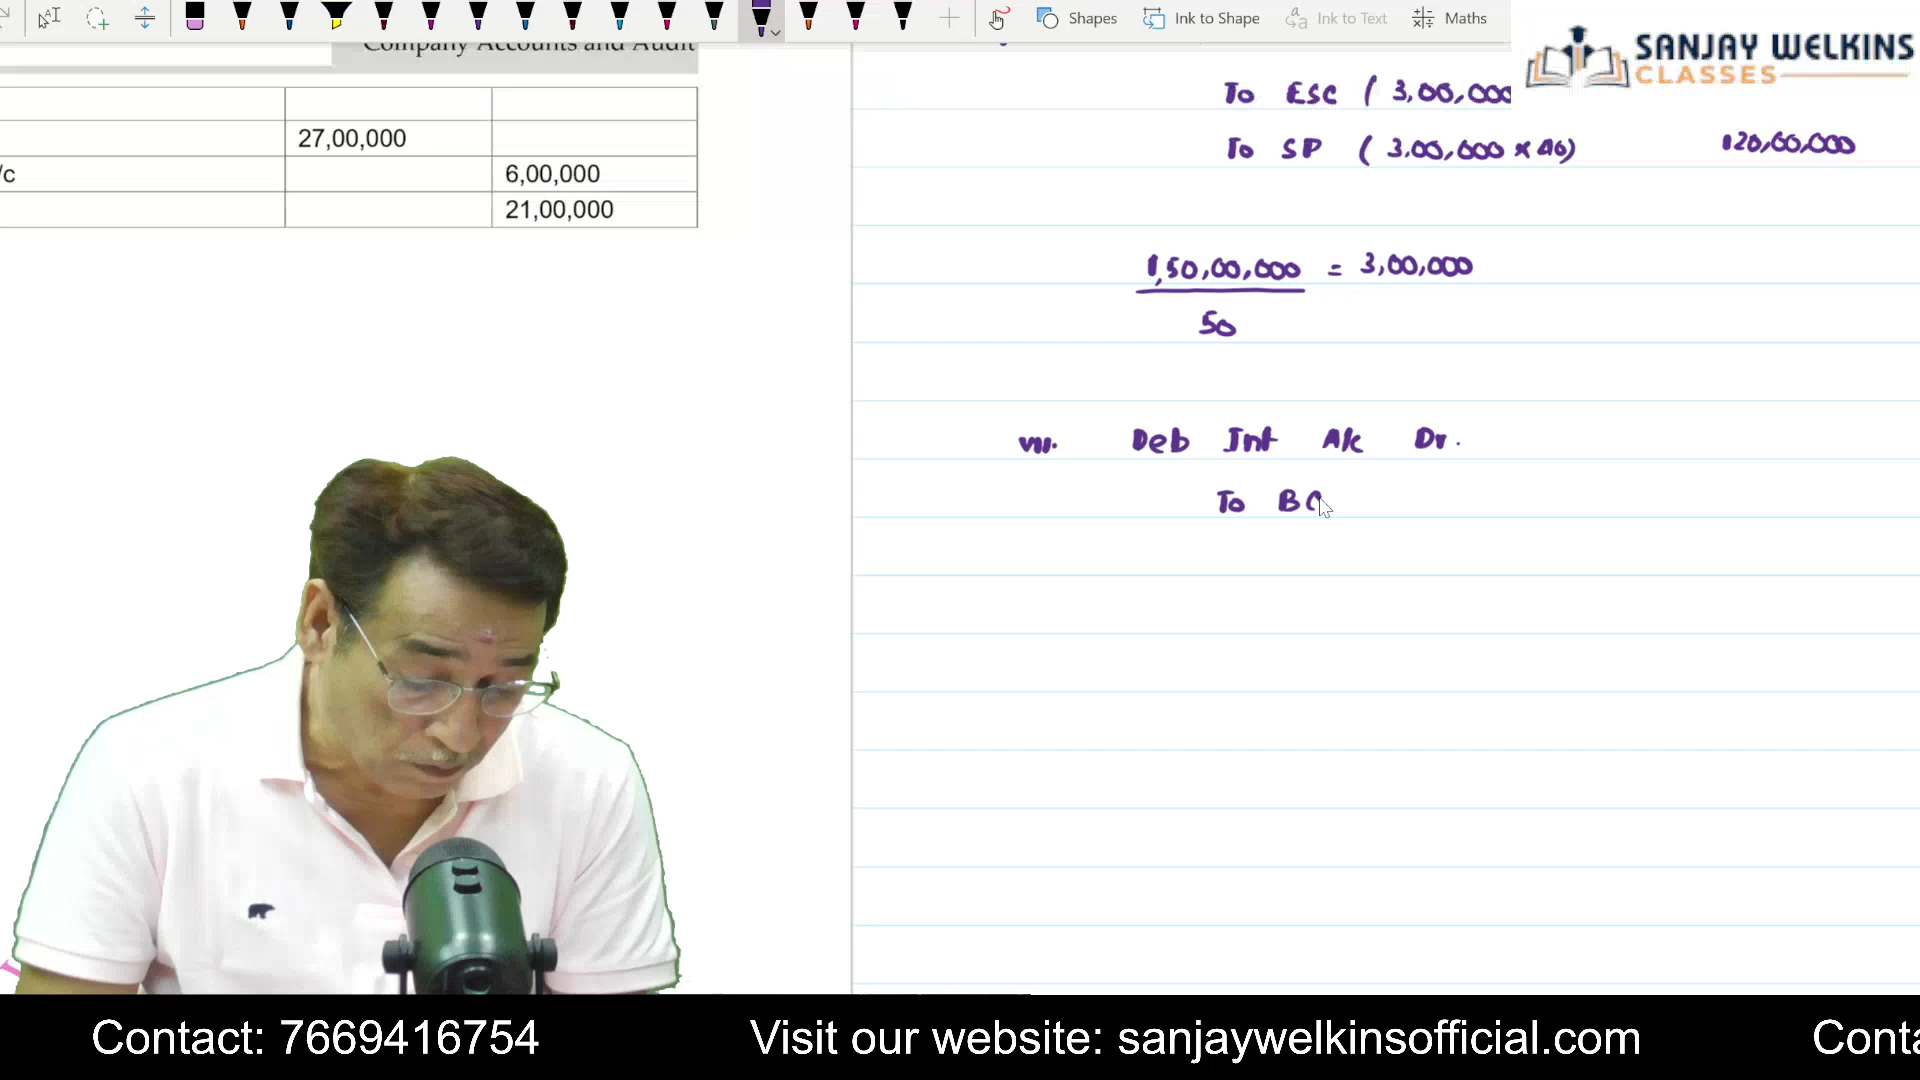 Shapes Ink to Shape Ink to Text Maths
SANJAY WELKINS
CLASSES
Company Accounts and Audit
27,00,000
/c 6,00,000
21,00,000
To ESC ( 3,00,000
To SP ( 3,00,000 × 40) 120,00,000
1,50,00,000 = 3,00,000
50
VII. Deb Int A/c Dr.
To BC
Contact: 7669416754 Visit our website: sanjaywelkinsofficial.com Conta